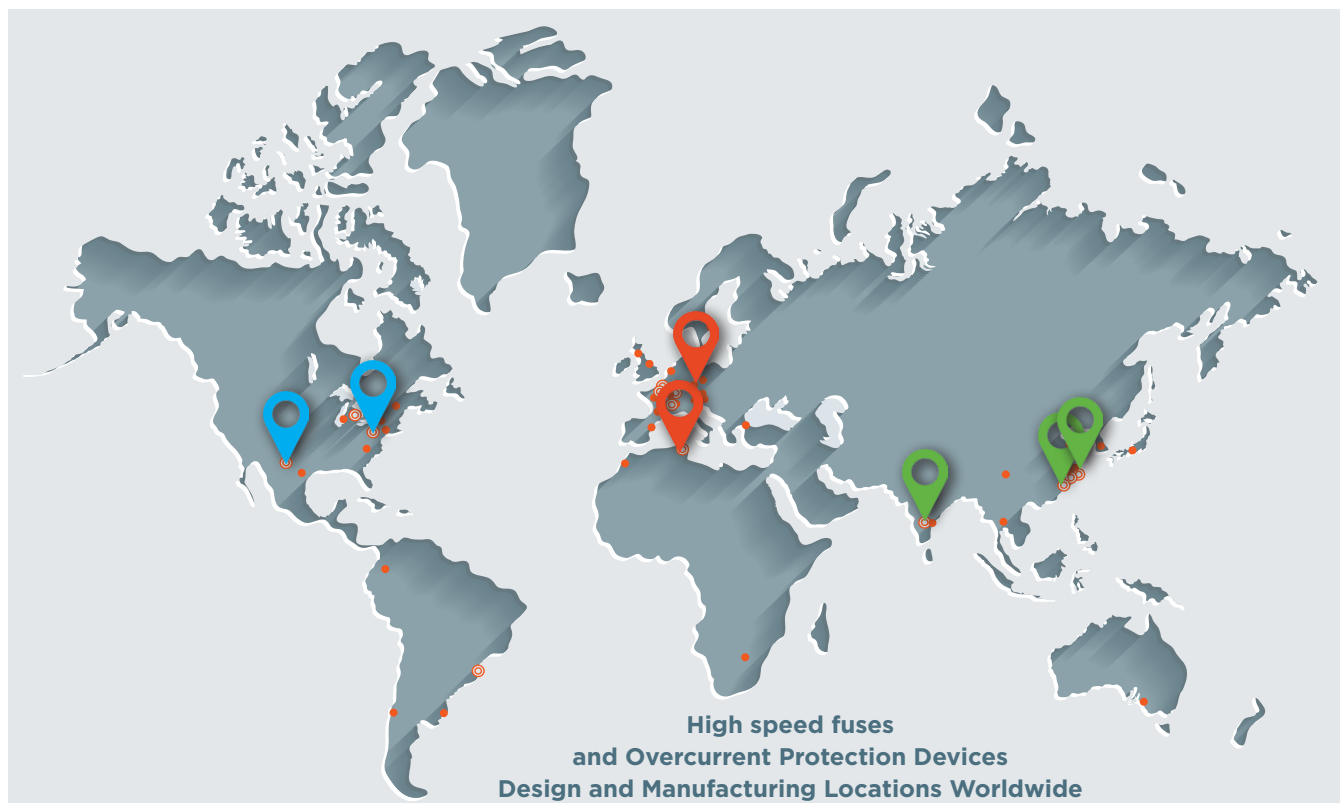 High speed fuses
and Overcurrent Protection Devices
Design and Manufacturing Locations Worldwide